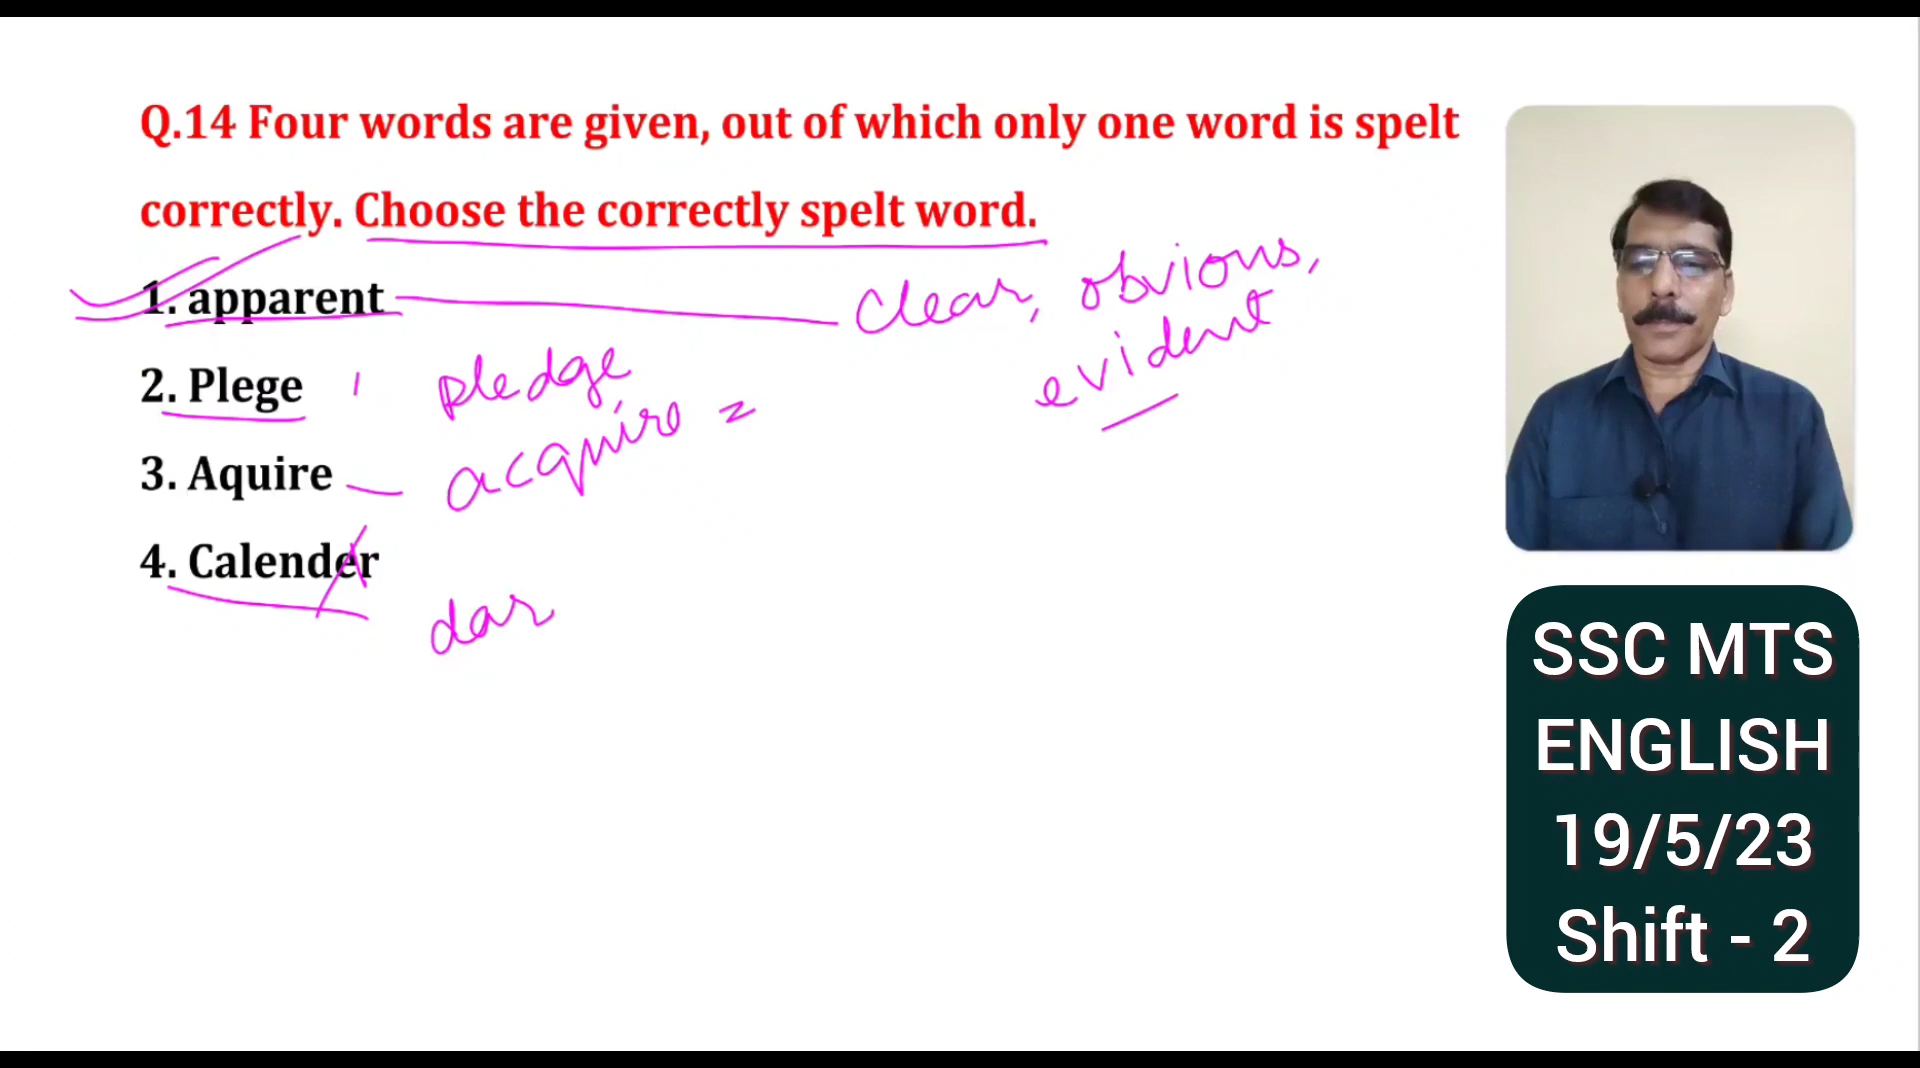 Q.14 Four words are given, out of which only one word is spelt
correctly. Choose the correctly spelt word.
1. apparent
clear, obvious,
evident
2. Plege
pledge
3. Aquire
acquire =
4. Calender
dar
SSC MTS
ENGLISH
19/5/23
Shift - 2